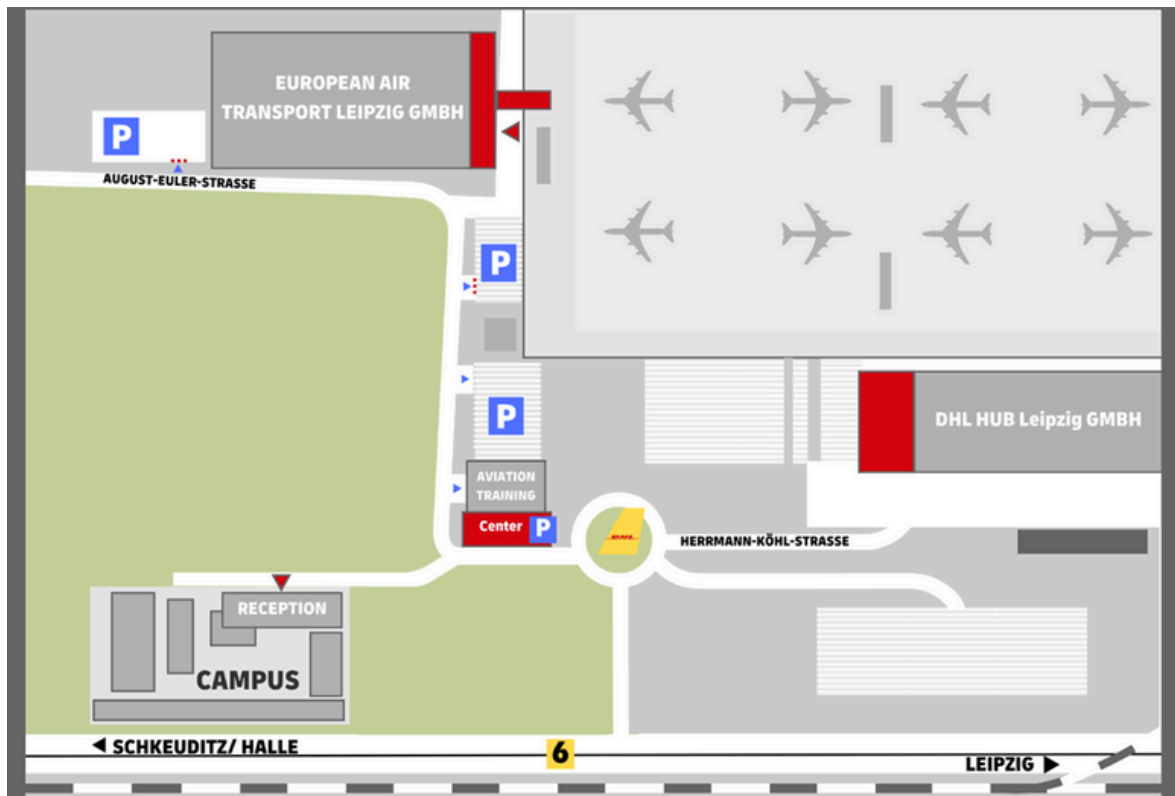 EUROPEAN AIR
TRANSPORT LEIPZIG GMBH
P
AUGUST-EULER-STRASSE
P
P
DHL HUB Leipzig GMBH
AVIATION
TRAINING
Center P
DHL
HERRMANN-KÖHL-STRASSE
RECEPTION
CAMPUS
SCHKEUDITZ/ HALLE
6
LEIPZIG